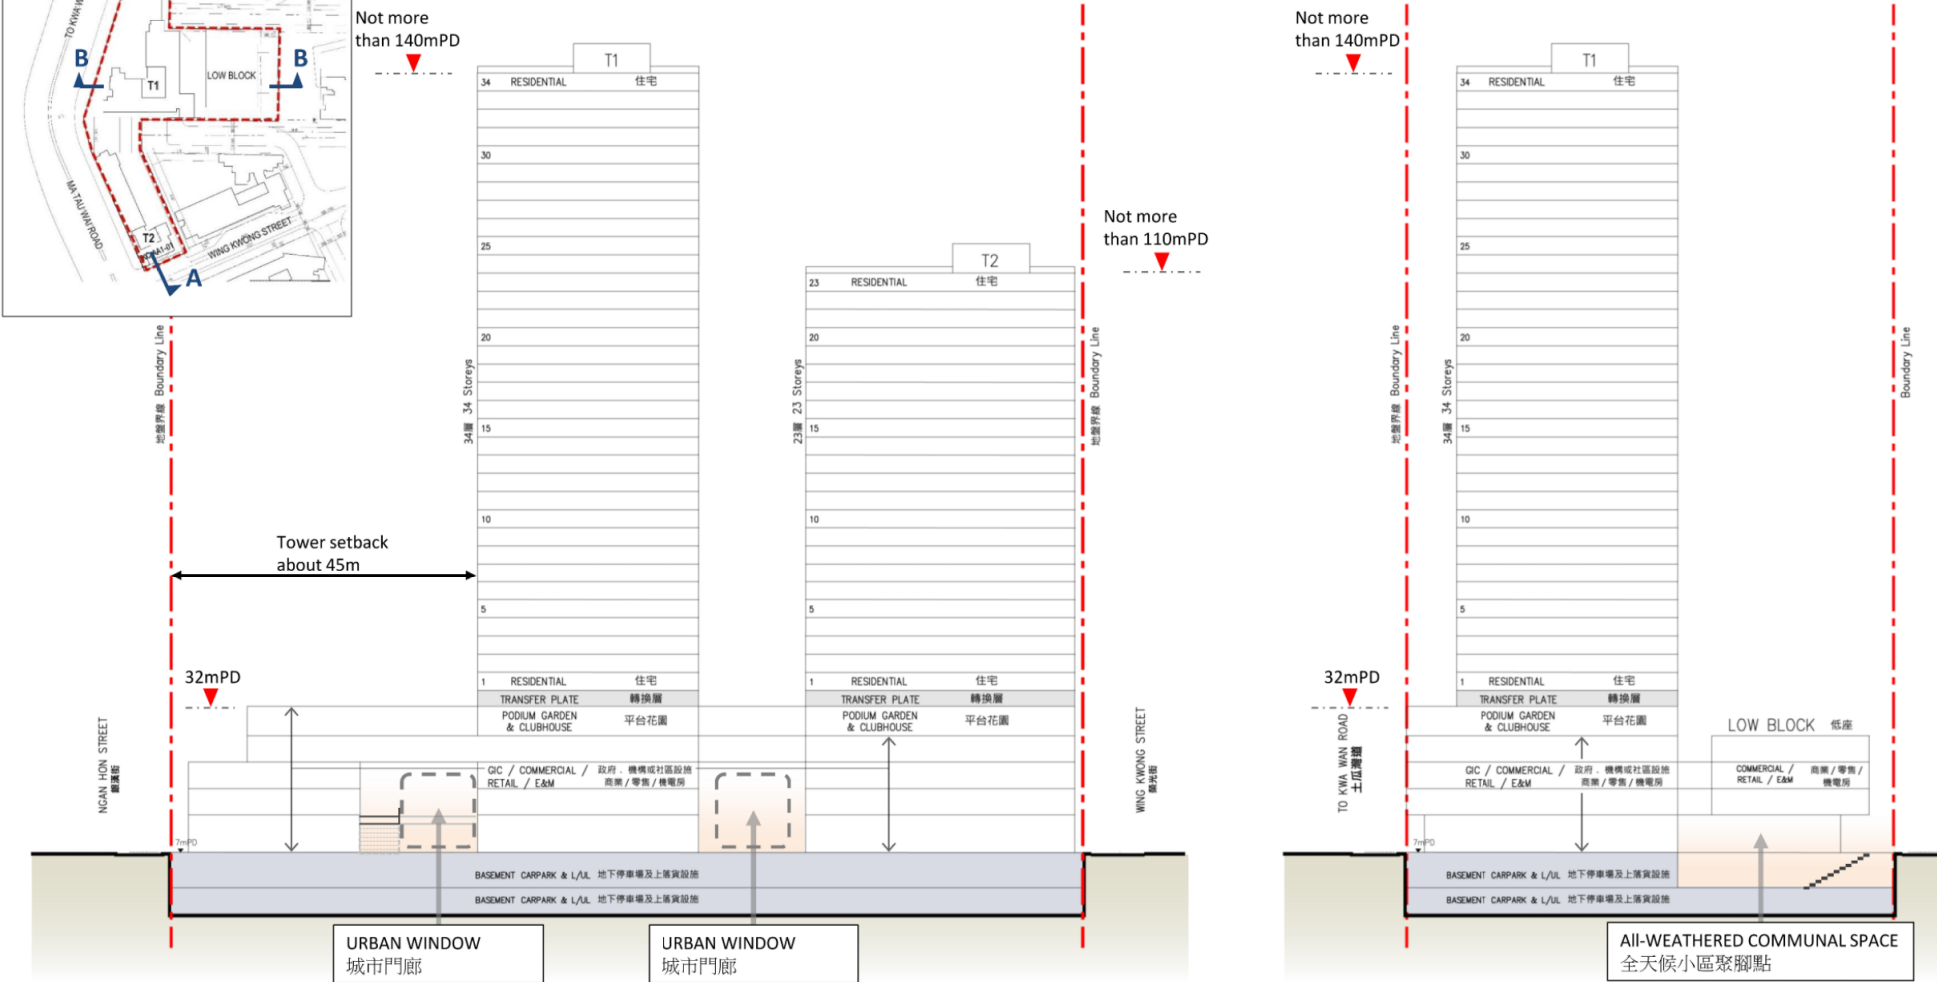 TO KWA W
B
B
T1
LOW BLOCK
MA TAU WAI ROAD
T2
WING KWONG STREET
A
Not more
than 140mPD
T1
34 RESIDENTIAL 住宅
30
25
20
15
10
5
1 RESIDENTIAL 住宅
TRANSFER PLATE 轉換層
PODIUM GARDEN
& CLUBHOUSE 平台花園
34層 34 Storeys
地盤界線 Boundary Line
Tower setback
about 45m
32mPD
NGAN HON STREET
銀漢街
7mPD
GIC / COMMERCIAL / 政府﹐機構或社區設施
RETAIL / E&M 商業/零售/機電房
Not more
than 110mPD
T2
23 RESIDENTIAL 住宅
20
15
10
5
1 RESIDENTIAL 住宅
TRANSFER PLATE 轉換層
PODIUM GARDEN
& CLUBHOUSE 平台花園
23層 23 Storeys
地盤界線 Boundary Line
WING KWONG STREET
榮光街
BASEMENT CARPARK & L/UL 地下停車場及上落貨設施
BASEMENT CARPARK & L/UL 地下停車場及上落貨設施
URBAN WINDOW
城市門廊
URBAN WINDOW
城市門廊
Not more
than 140mPD
T1
34 RESIDENTIAL 住宅
30
25
20
15
10
5
1 RESIDENTIAL 住宅
TRANSFER PLATE 轉換層
PODIUM GARDEN
& CLUBHOUSE 平台花園
34層 34 Storeys
地盤界線 Boundary Line
Boundary Line
32mPD
TO KWA WAN ROAD
土瓜灣道
7mPD
GIC / COMMERCIAL / 政府﹐機構或社區設施
RETAIL / E&M 商業/零售/機電房
LOW BLOCK 低座
COMMERCIAL / 商業/零售/
RETAIL / E&M 機電房
BASEMENT CARPARK & L/UL 地下停車場及上落貨設施
BASEMENT CARPARK & L/UL 地下停車場及上落貨設施
All-WEATHERED COMMUNAL SPACE
全天候小區聚腳點